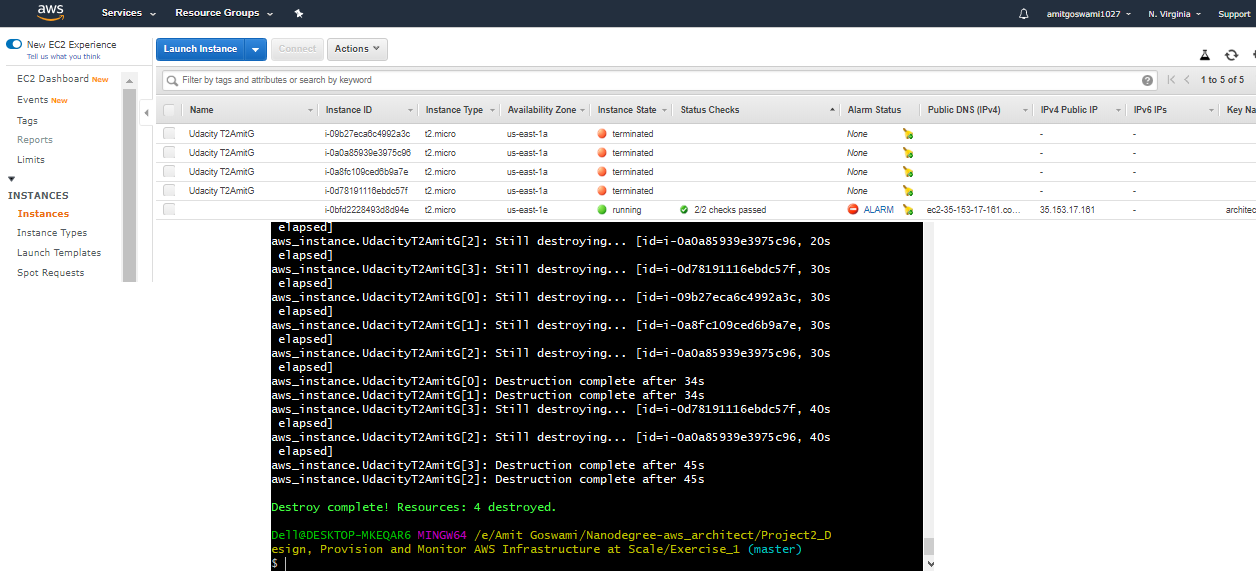 aws Services Resource Groups amitgoswami1027 N. Virginia Support
New EC2 Experience
Tell us what you think
EC2 Dashboard New
Events New
Tags
Reports
Limits
INSTANCES
Instances
Instance Types
Launch Templates
Spot Requests
Launch Instance Connect Actions
Filter by tags and attributes or search by keyword 1 to 5 of 5
Name Instance ID Instance Type Availability Zone Instance State Status Checks Alarm Status Public DNS (IPv4) IPv4 Public IP IPv6 IPs Key Na
Udacity T2AmitG i-09b27eca6c4992a3c t2.micro us-east-1a terminated None - -
Udacity T2AmitG i-0a0a85939e3975c96 t2.micro us-east-1a terminated None - -
Udacity T2AmitG i-0a8fc109ced6b9a7e t2.micro us-east-1a terminated None - -
Udacity T2AmitG i-0d78191116ebdc57f t2.micro us-east-1a terminated None - -
i-0bfd2228493d8d94e t2.micro us-east-1e running 2/2 checks passed ALARM ec2-35-153-17-161.co... 35.153.17.161 - architec
elapsed]
aws_instance.UdacityT2AmitG[2]: Still destroying... [id=i-0a0a85939e3975c96, 20s
elapsed]
aws_instance.UdacityT2AmitG[3]: Still destroying... [id=i-0d78191116ebdc57f, 30s
elapsed]
aws_instance.UdacityT2AmitG[0]: Still destroying... [id=i-09b27eca6c4992a3c, 30s
elapsed]
aws_instance.UdacityT2AmitG[1]: Still destroying... [id=i-0a8fc109ced6b9a7e, 30s
elapsed]
aws_instance.UdacityT2AmitG[2]: Still destroying... [id=i-0a0a85939e3975c96, 30s
elapsed]
aws_instance.UdacityT2AmitG[0]: Destruction complete after 34s
aws_instance.UdacityT2AmitG[1]: Destruction complete after 34s
aws_instance.UdacityT2AmitG[3]: Still destroying... [id=i-0d78191116ebdc57f, 40s
elapsed]
aws_instance.UdacityT2AmitG[2]: Still destroying... [id=i-0a0a85939e3975c96, 40s
elapsed]
aws_instance.UdacityT2AmitG[3]: Destruction complete after 45s
aws_instance.UdacityT2AmitG[2]: Destruction complete after 45s
Destroy complete! Resources: 4 destroyed.
Dell@DESKTOP-MKEQAR6 MINGW64 /e/Amit Goswami/Nanodegree-aws_architect/Project2_D
esign, Provision and Monitor AWS Infrastructure at Scale/Exercise_1 (master)
$